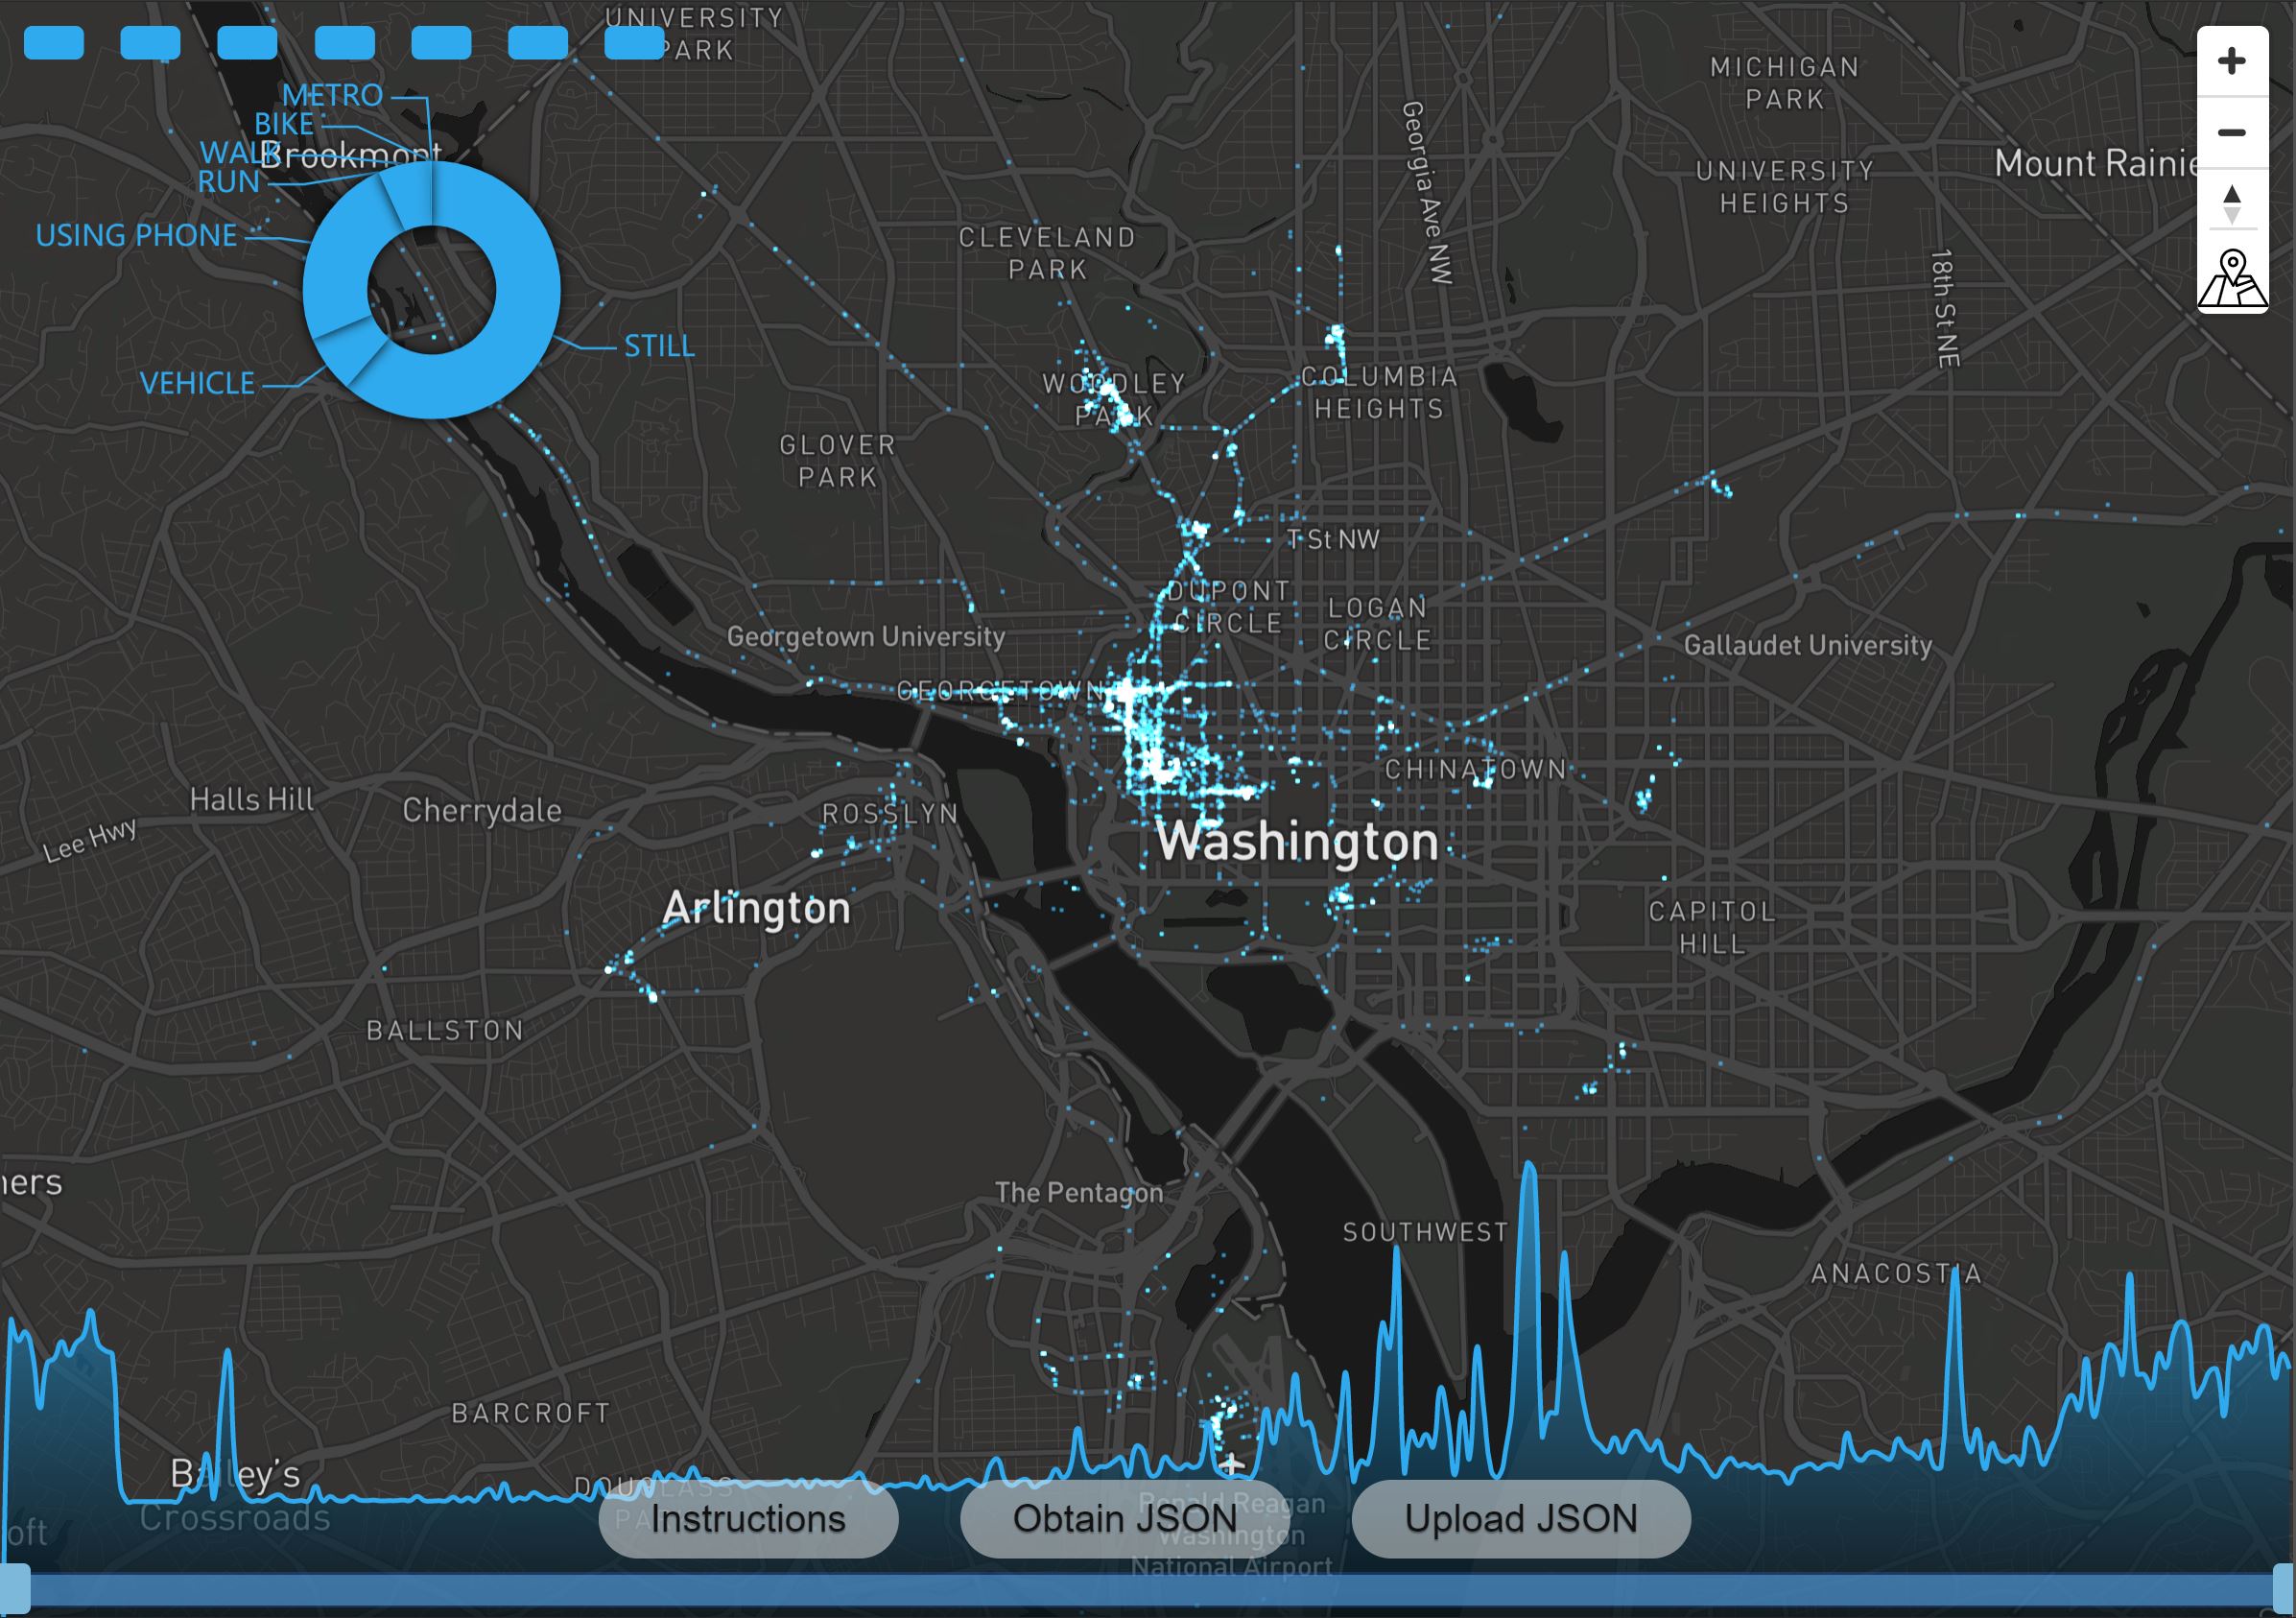 UNIVERSITY
PARK
METRO
BIKE
WALK
Brookmont
RUN
USING PHONE
STILL
VEHICLE
MICHIGAN
PARK
Georgia Ave NW
UNIVERSITY
HEIGHTS
Mount Rainie
CLEVELAND
PARK
18th St NE
WOODLEY
PARK
COLUMBIA
HEIGHTS
GLOVER
PARK
T St NW
DUPONT
CIRCLE
LOGAN
CIRCLE
Georgetown University
Gallaudet University
GEORGETOWN
CHINATOWN
Halls Hill
Cherrydale
ROSSLYN
Lee Hwy
Washington
Arlington
CAPITOL
HILL
BALLSTON
ners
The Pentagon
SOUTHWEST
ANACOSTIA
BARCROFT
Bailey's
Crossroads
DOUGLASS
PA
oft
Instructions
Obtain JSON
Upload JSON
Ronald Reagan
Washington
National Airport